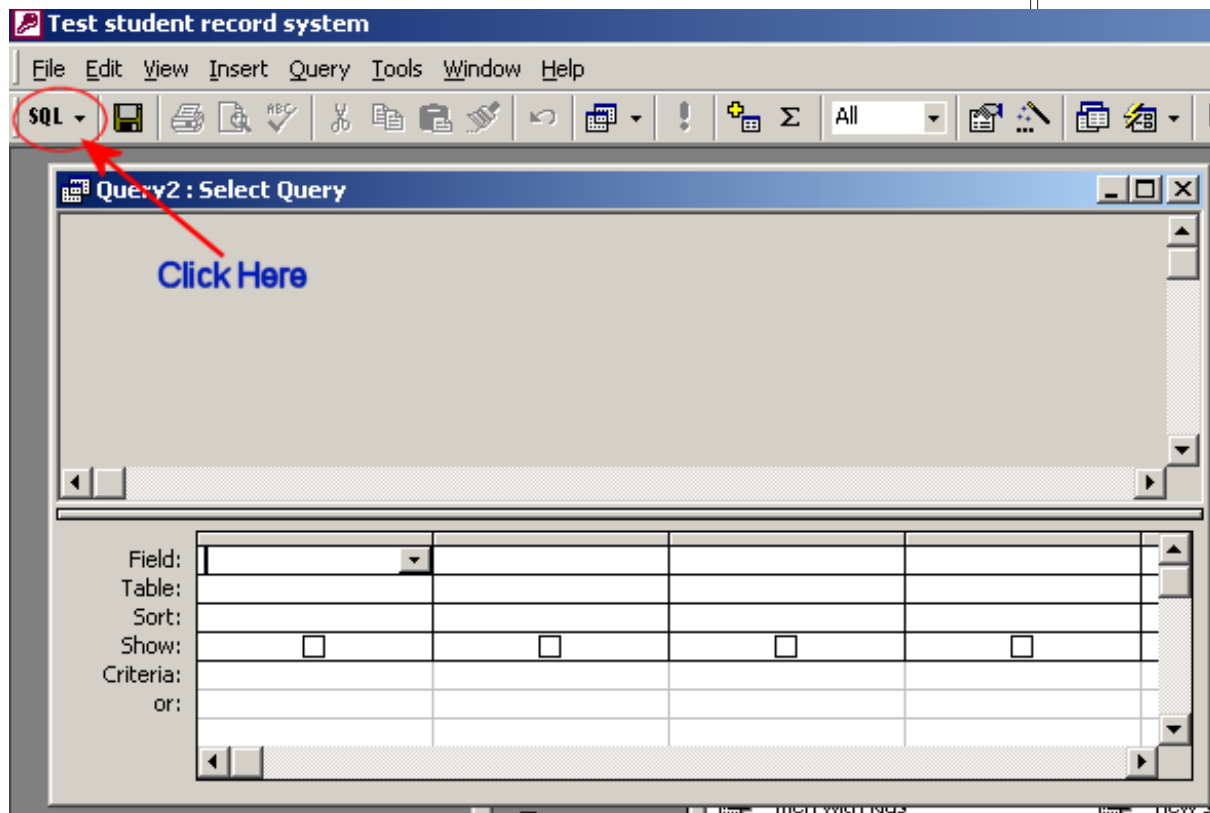 Test student record system
File Edit View Insert Query Tools Window Help
SQL ABC Σ All
Query2 : Select Query
Click Here
Field:
Table:
Sort:
Show:
Criteria:
or: